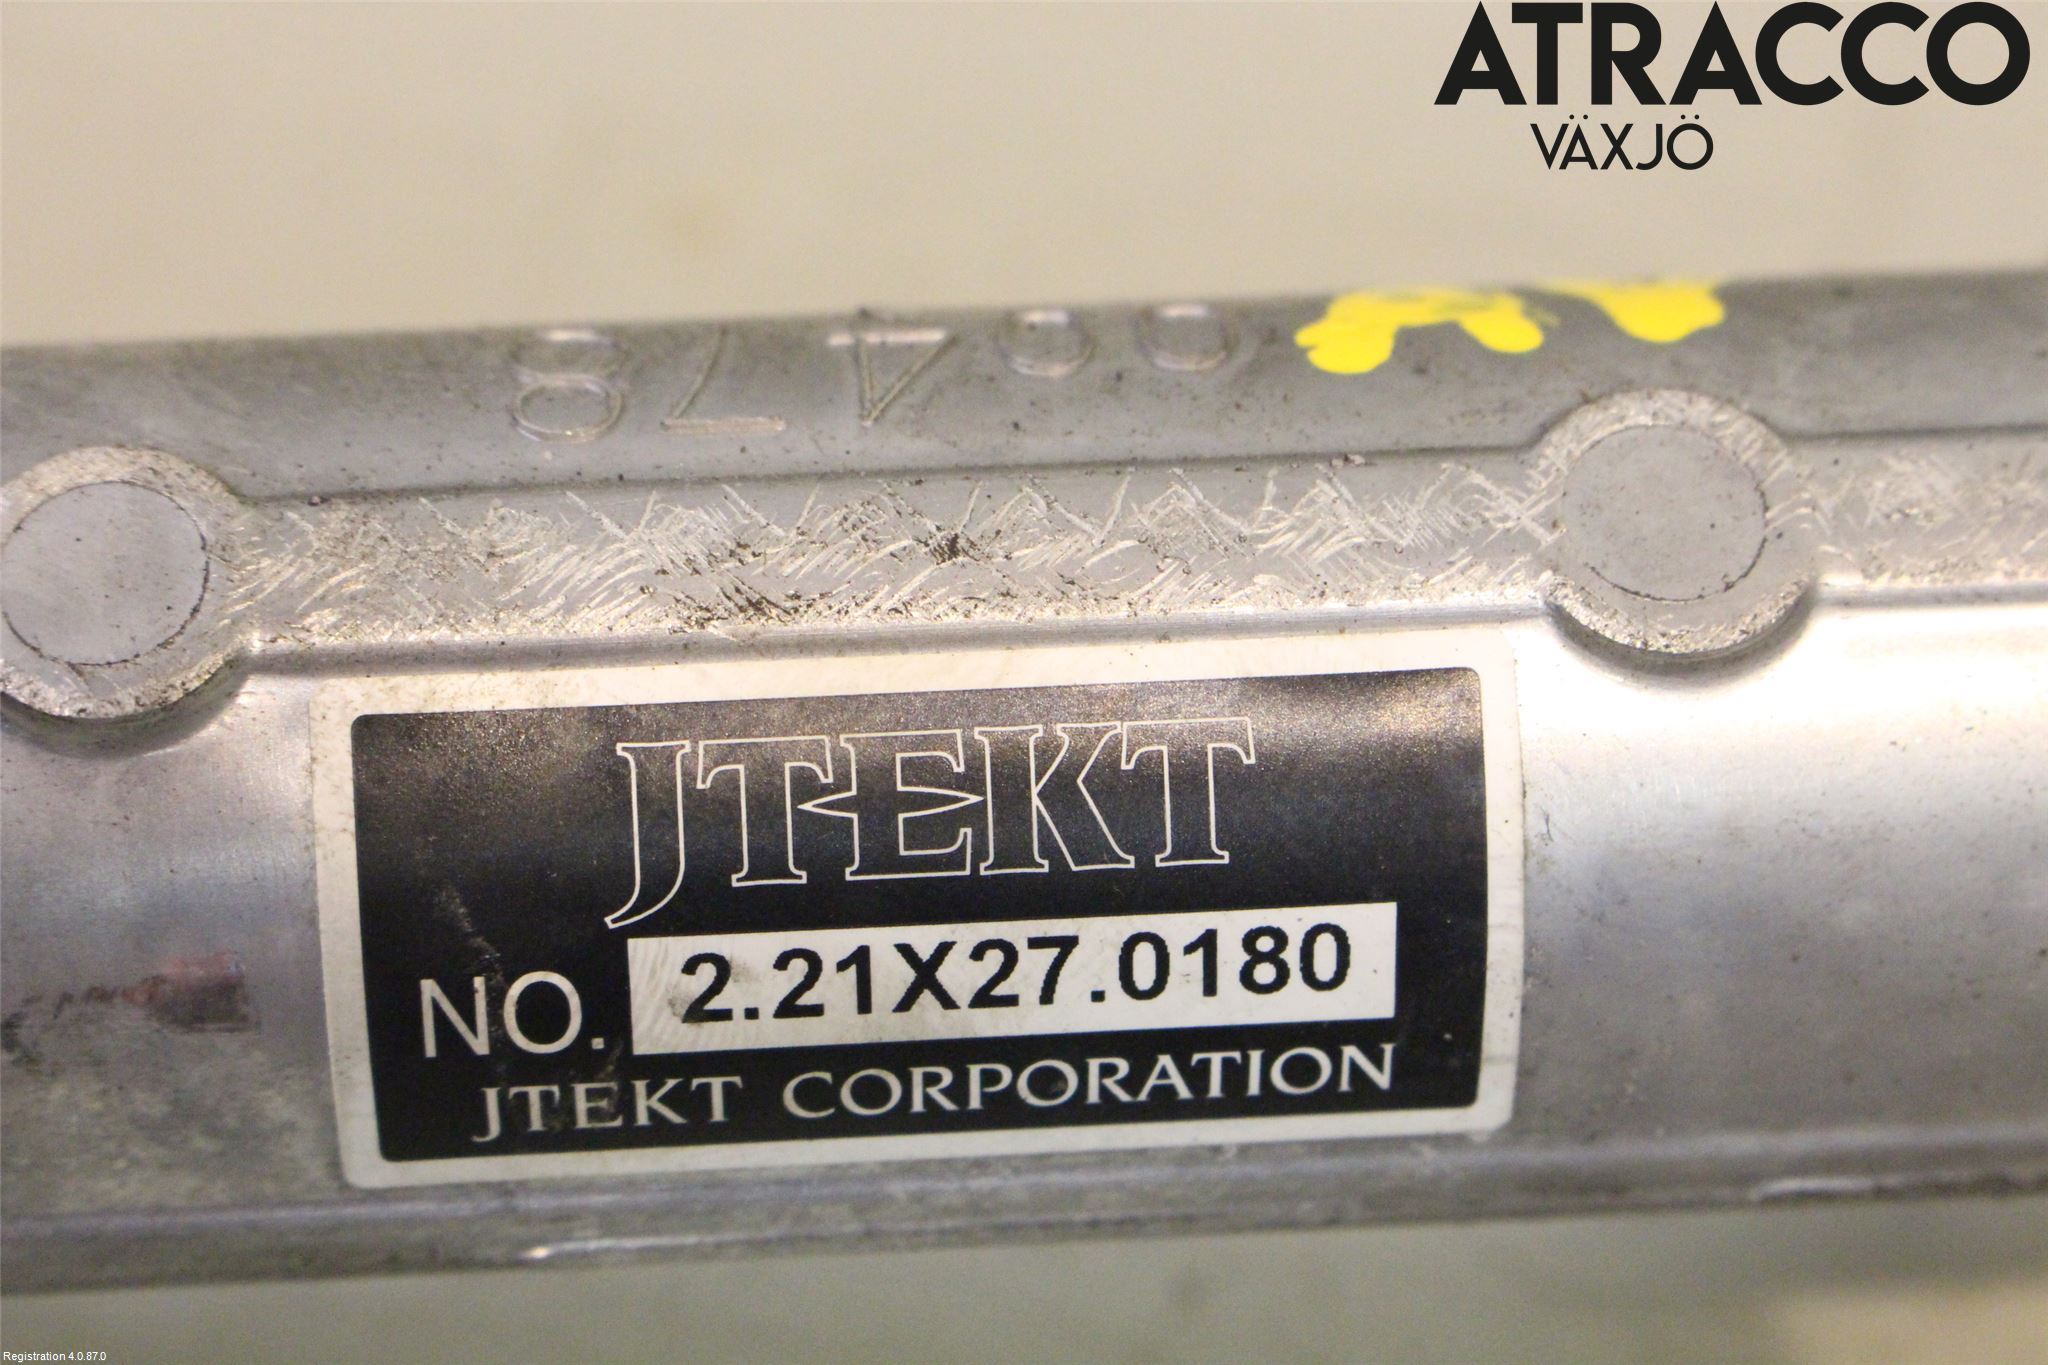 ATRACCO
VÄXJÖ
JTEKT
NO. 2.21X27.0180
JTEKT CORPORATION
Registration 4.0.87.0